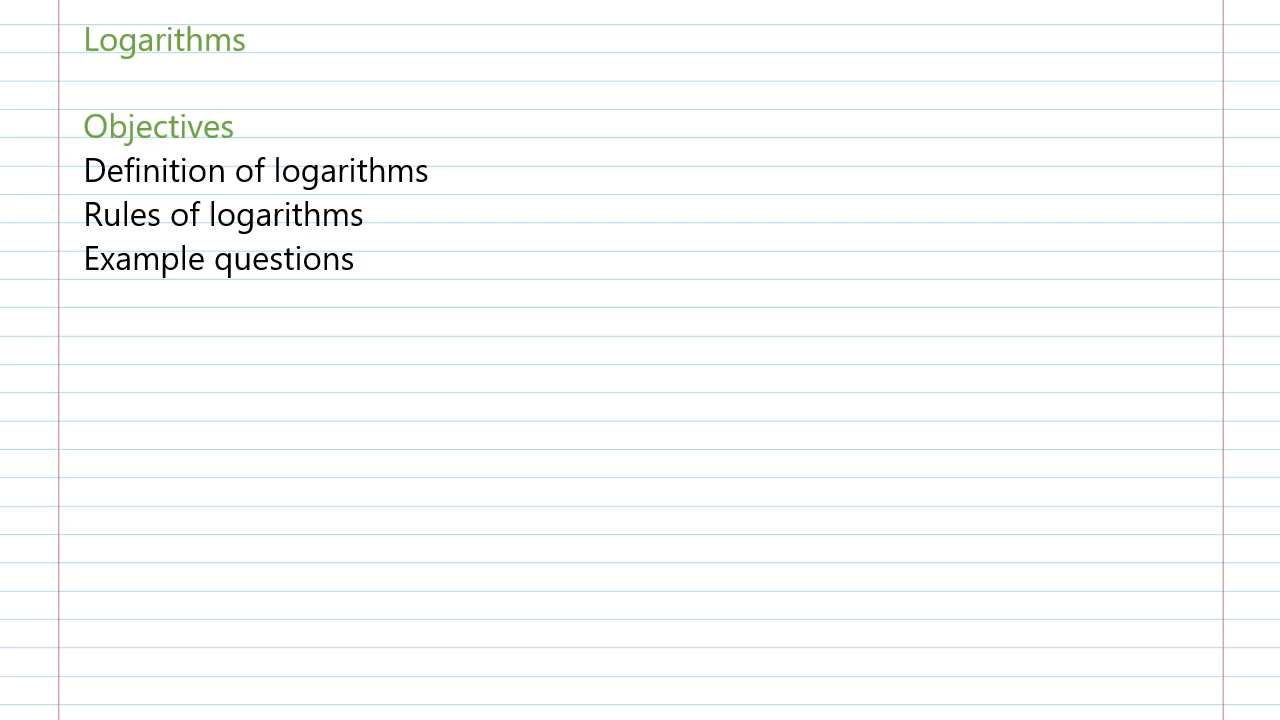 Logarithms
Objectives
Definition of logarithms
Rules of logarithms
Example questions